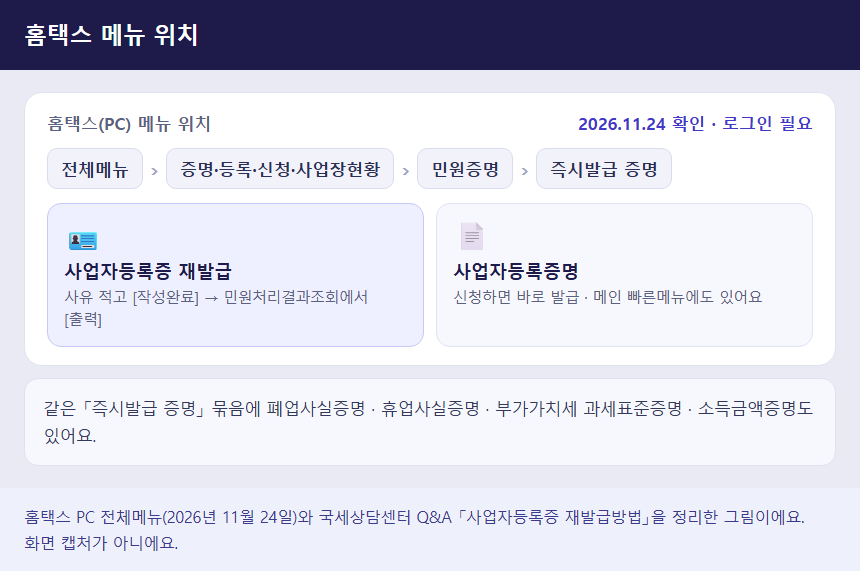 홈택스 메뉴 위치
홈택스(PC) 메뉴 위치
2026.11.24 확인 · 로그인 필요
전체메뉴 › 증명·등록·신청·사업장현황 › 민원증명 › 즉시발급 증명
사업자등록증 재발급
사유 적고 [작성완료] → 민원처리결과조회에서
[출력]
사업자등록증명
신청하면 바로 발급 · 메인 빠른메뉴에도 있어요
같은 「즉시발급 증명」 묶음에 폐업사실증명 · 휴업사실증명 · 부가가치세 과세표준증명 · 소득금액증명도
있어요.
홈택스 PC 전체메뉴(2026년 11월 24일)와 국세상담센터 Q&A 「사업자등록증 재발급방법」을 정리한 그림이에요.
화면 캡처가 아니에요.